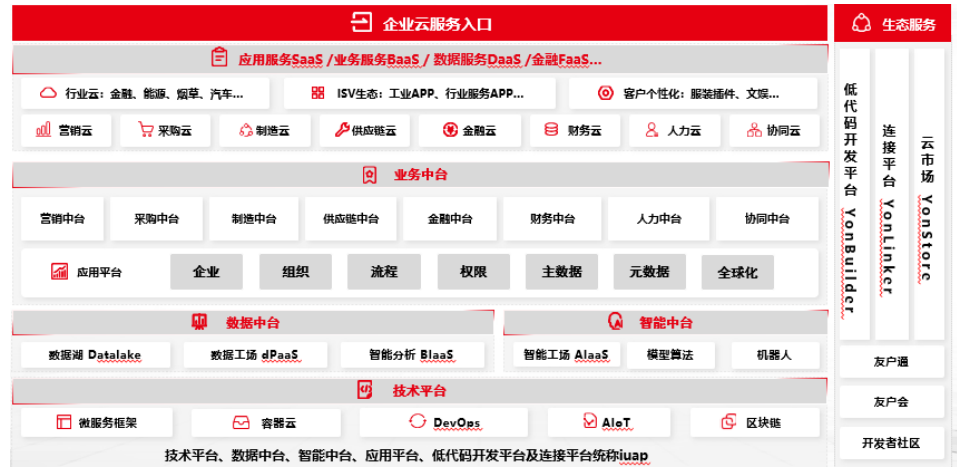 企业云服务入口
应用服务SaaS /业务服务BaaS / 数据服务DaaS /金融FaaS...
行业云：金融、能源、烟草、汽车...
ISV生态：工业APP、行业服务APP...
客户个性化：服装插件、文娱...
营销云
采购云
制造云
供应链云
金融云
财务云
人力云
协同云
业务中台
营销中台
采购中台
制造中台
供应链中台
金融中台
财务中台
人力中台
协同中台
应用平台
企业
组织
流程
权限
主数据
元数据
全球化
数据中台
数据湖 Datalake
数据工场 dPaaS
智能分析 BIaaS
智能中台
智能工场 AIaaS
模型算法
机器人
技术平台
微服务框架
容器云
DevOps
AIoT
区块链
技术平台、数据中台、智能中台、应用平台、低代码开发平台及连接平台统称iuap
生态服务
低代码开发平台 YonBuilder
连接平台 YonLinker
云市场 YonStore
友户通
友户会
开发者社区